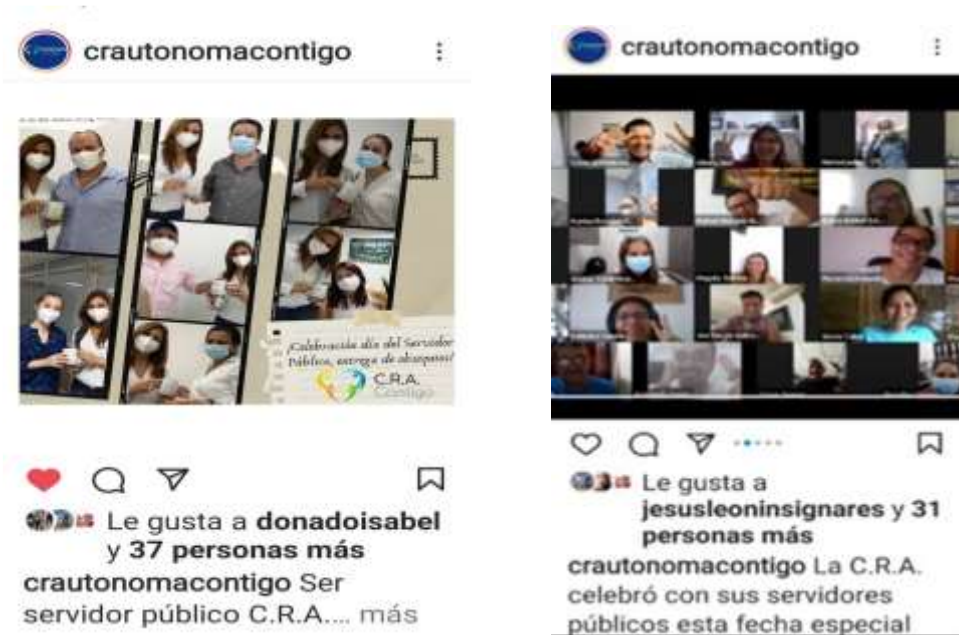 crautonomacontigo
¡Celebración día del Servidor
Público, entrega de obsequios!
C.R.A.
Contigo
Le gusta a donadoisabel
y 37 personas más
crautonomacontigo Ser
servidor público C.R.A.... más
crautonomacontigo
Le gusta a
jesusleoninsignares y 31
personas más
crautonomacontigo La C.R.A.
celebró con sus servidores
públicos esta fecha especial